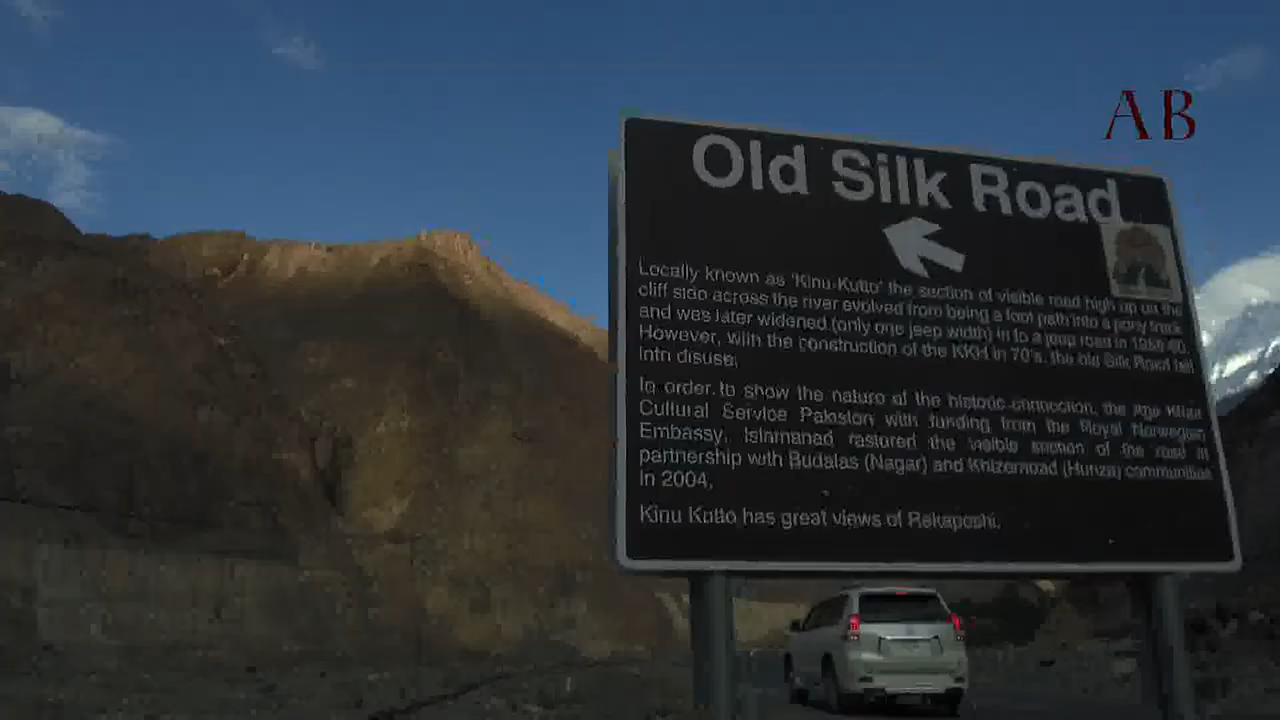 AB
Old Silk Road
Locally known as 'Kinu-Kutto' the section of visible road high up on the
cliff side across the river evolved from being a foot path into a pony track
and was later widened (only one jeep width) in to a jeep road in
However, with the construction of the KKH in 70's, the old Silk Road fell
into disuse.
In order to show the nature of the historic connection, the Aga Khan
Cultural Service Pakistan with funding from the Royal Norwegian
Embassy, Islamabad restored the visible section of the road in
partnership with Budalas (Nagar) and Khizerabad (Hunza) communities
in 2004.
Kinu Kutto has great views of Rakaposhi.